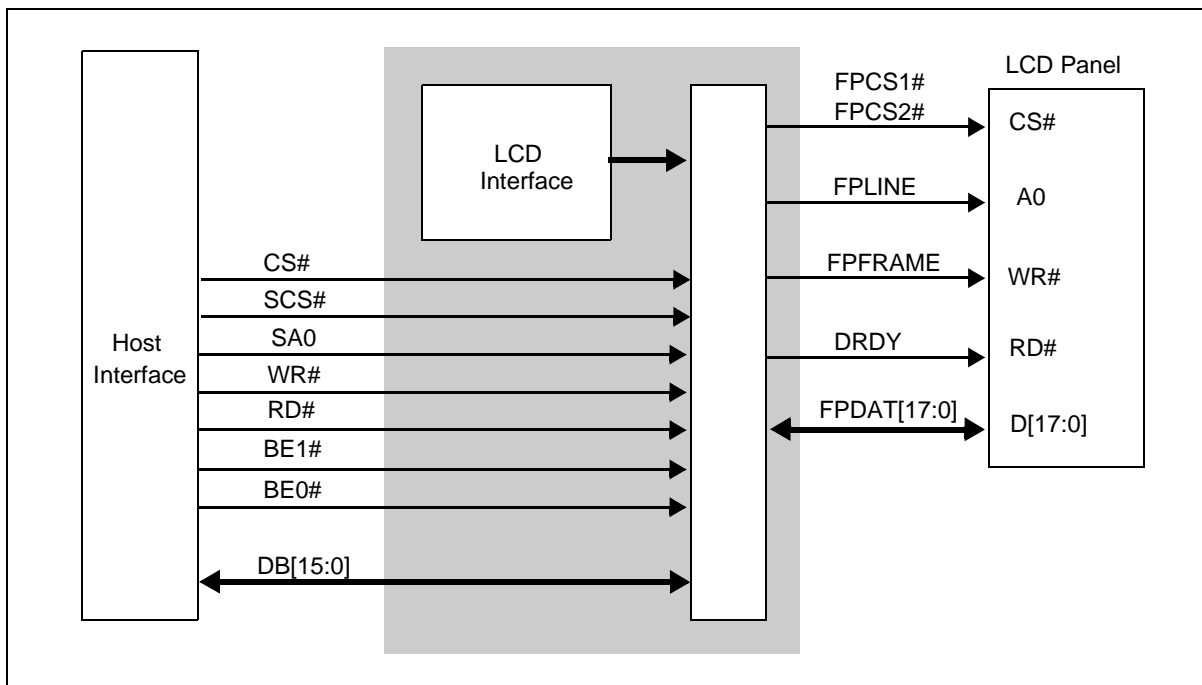 Host
Interface
CS#
SCS#
SA0
WR#
RD#
BE1#
BE0#
DB[15:0]
LCD
Interface
FPCS1#
FPCS2#
FPLINE
FPFRAME
DRDY
FPDAT[17:0]
LCD Panel
CS#
A0
WR#
RD#
D[17:0]